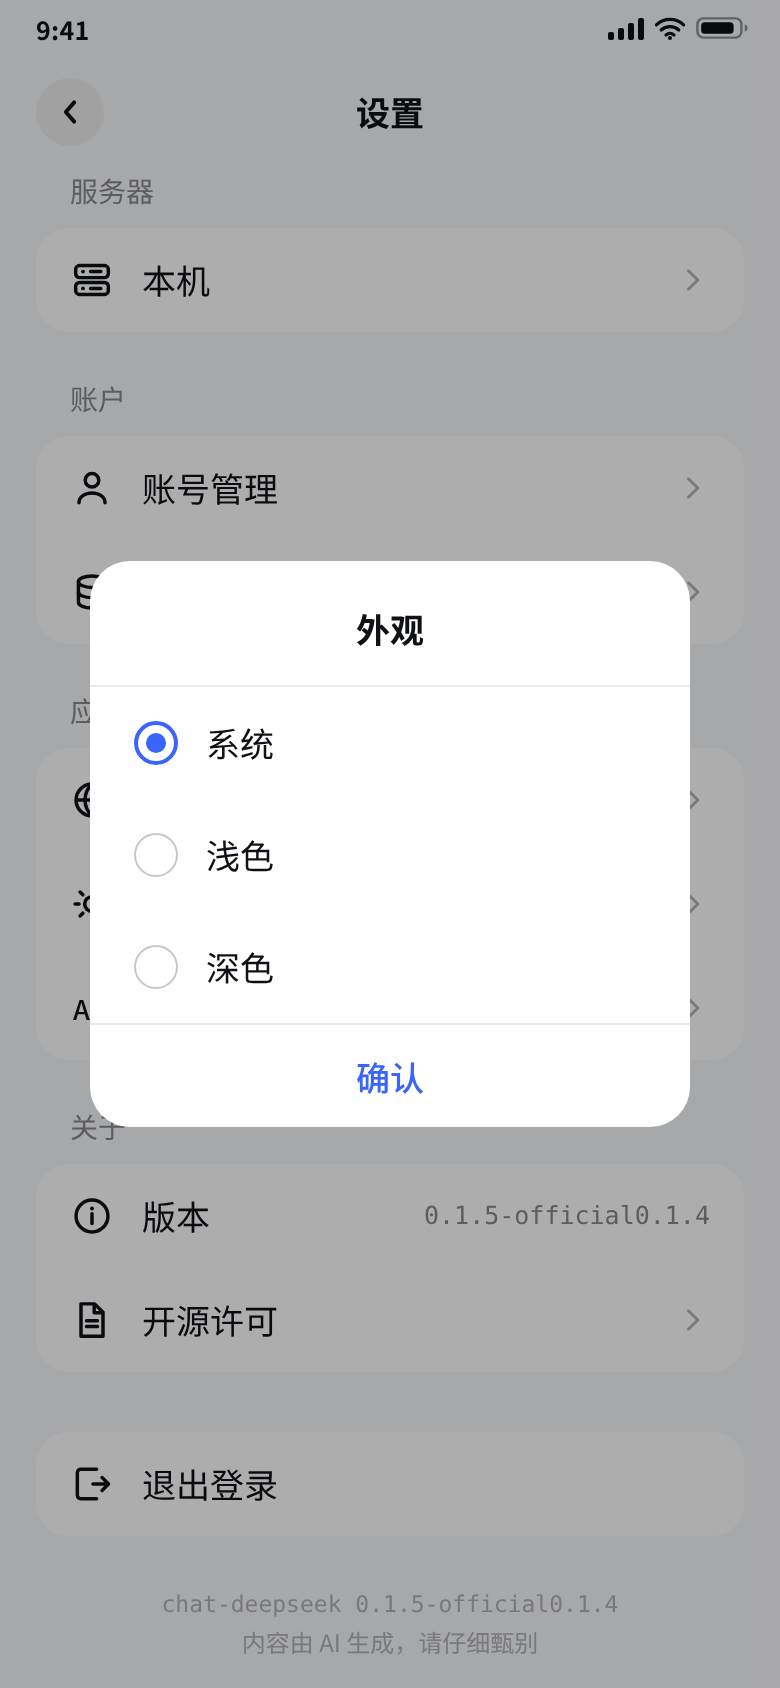 9:41
设置
服务器
本机
账户
账号管理
外观
系统
浅色
深色
确认
关于
版本 0.1.5-official0.1.4
开源许可
退出登录
chat-deepseek 0.1.5-official0.1.4
内容由 AI 生成，请仔细甄别